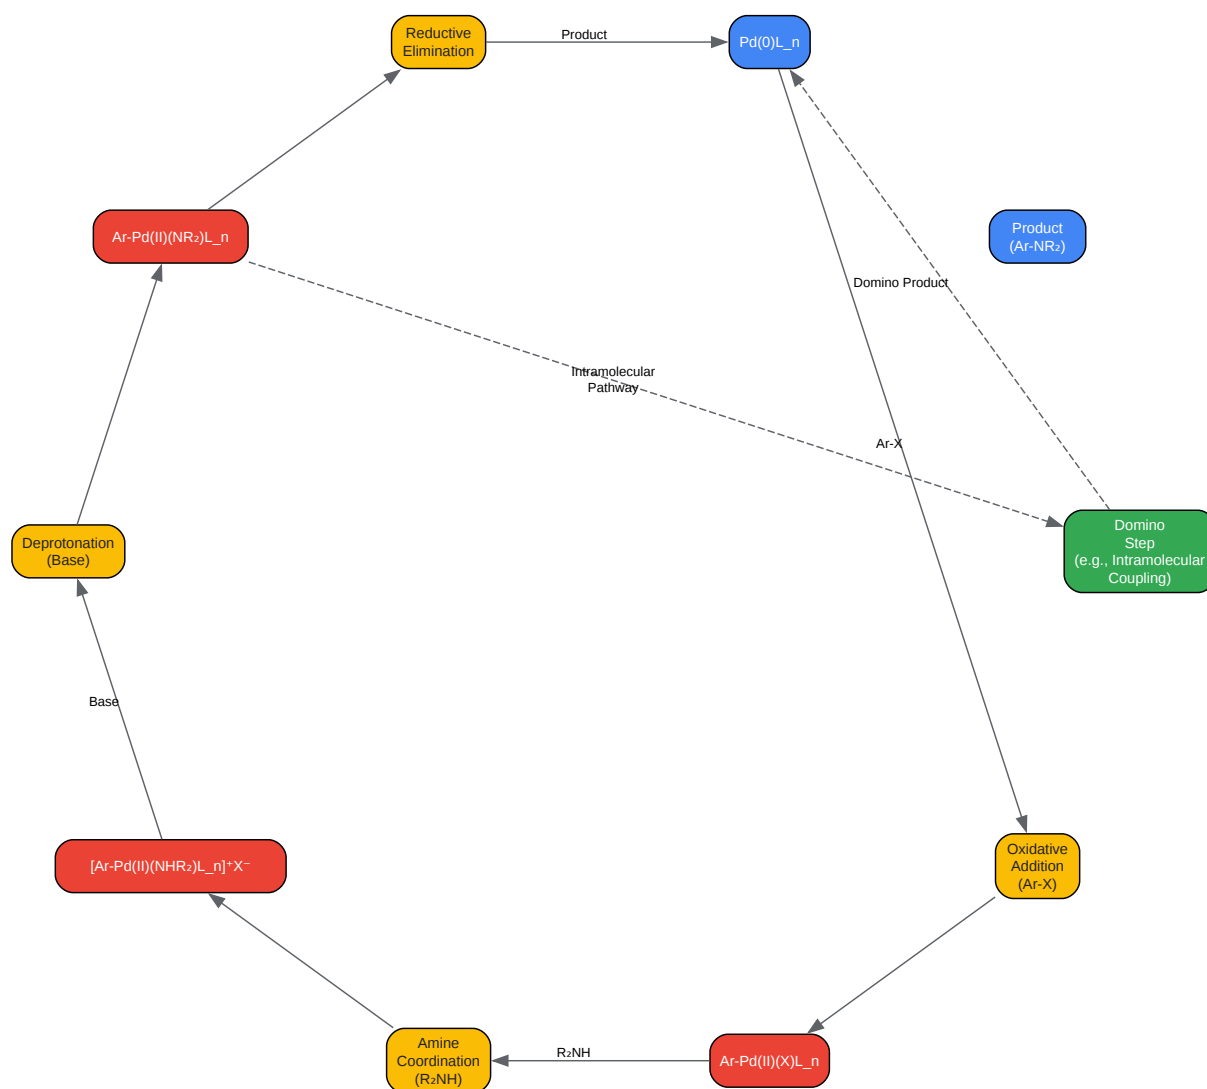 Reductive
Elimination
Product
Pd(0)L_n
Ar-Pd(II)(NR₂)L_n
Product
(Ar-NR₂)
Domino Product
Intramolecular
Pathway
Ar-X
Domino
Step
(e.g., Intramolecular
Coupling)
Deprotonation
(Base)
Base
[Ar-Pd(II)(NHR₂)L_n]⁺X⁻
Oxidative
Addition
(Ar-X)
Amine
Coordination
(R₂NH)
R₂NH
Ar-Pd(II)(X)L_n